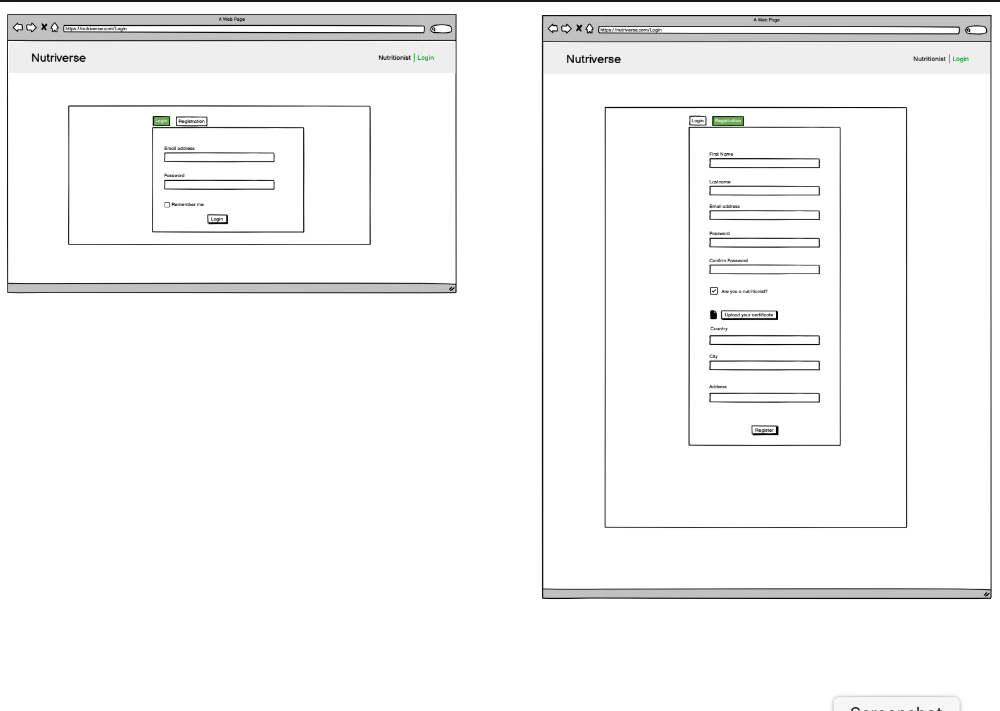 A Web Page
https://nutriverse.com/Login
Nutriverse
Nutritionist | Login
Login
Registration
Email address
Password
Remember me
Login
A Web Page
https://nutriverse.com/Login
Nutriverse
Nutritionist | Login
Login
Registration
First Name
Lastname
Email address
Password
Confirm Password
Are you a nutritionist?
Upload your certificate
Country
City
Address
Register
Screenshot